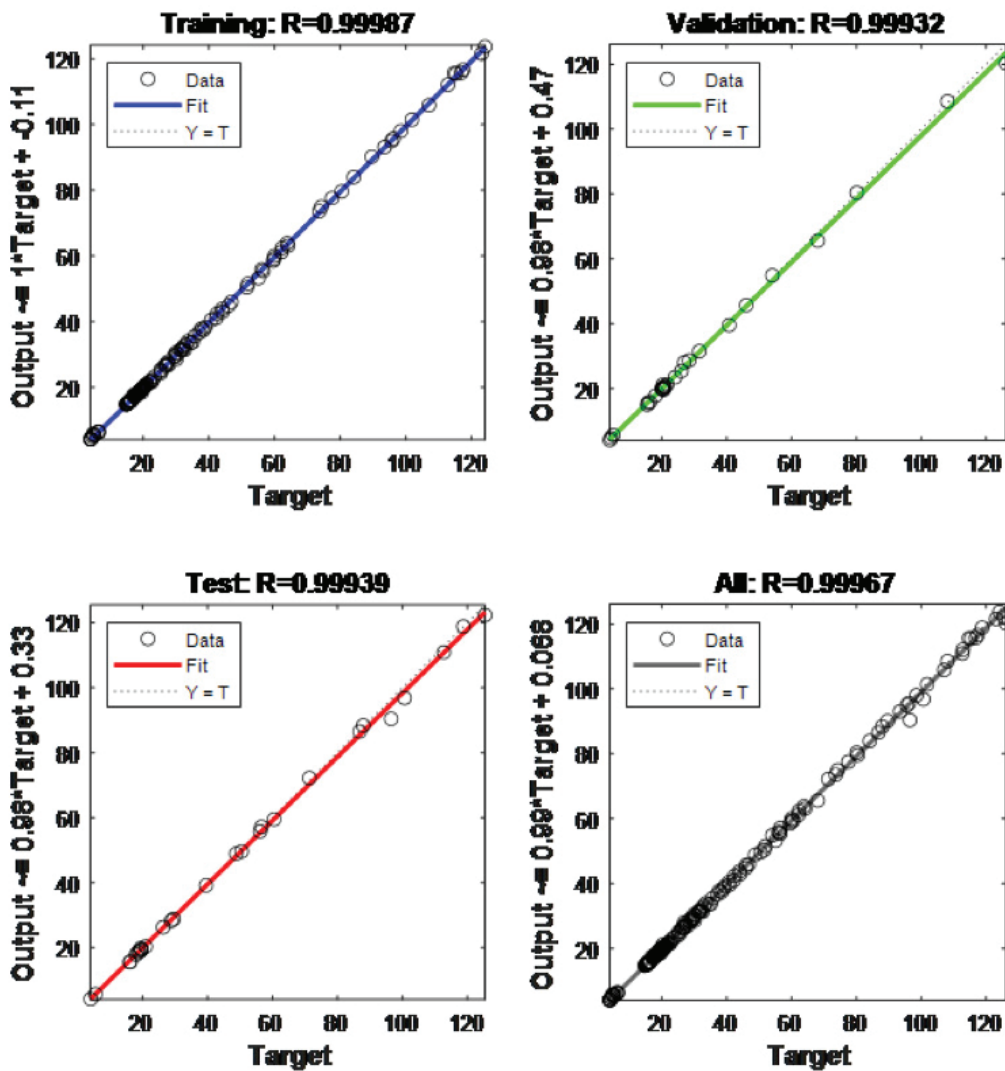 Training: R=0.99987
Output ~= 1*Target + -0.11
120
100
80
60
40
20
Data
Fit
Y = T
20 40 60 80 100 120
Target
Validation: R=0.99932
Output ~= 0.98*Target + 0.47
120
100
80
60
40
20
Data
Fit
Y = T
20 40 60 80 100 120
Target
Test: R=0.99939
Output ~= 0.98*Target + 0.33
120
100
80
60
40
20
Data
Fit
Y = T
20 40 60 80 100 120
Target
All: R=0.99967
Output ~= 0.99*Target + 0.068
120
100
80
60
40
20
Data
Fit
Y = T
20 40 60 80 100 120
Target